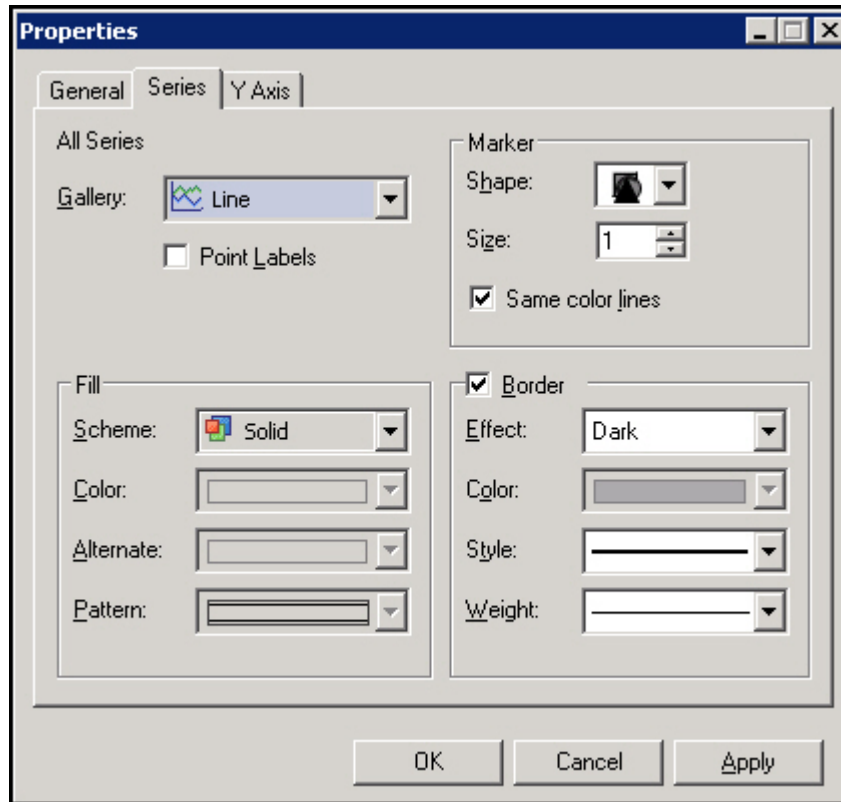 Properties
General Series Y Axis
All Series
Gallery: Line
Point Labels
Marker
Shape:
Size: 1
Same color lines
Fill
Scheme: Solid
Color:
Alternate:
Pattern:
Border
Effect: Dark
Color:
Style:
Weight:
OK Cancel Apply